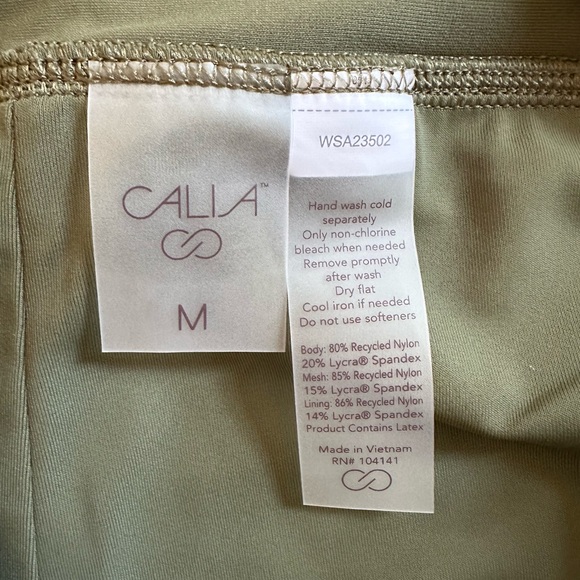 CALIA™
M
WSA23502
Hand wash cold
separately
Only non-chlorine
bleach when needed
Remove promptly
after wash
Dry flat
Cool iron if needed
Do not use softeners
Body: 80% Recycled Nylon
20% Lycra® Spandex
Mesh: 85% Recycled Nylon
15% Lycra® Spandex
Lining: 86% Recycled Nylon
14% Lycra® Spandex
Product Contains Latex
Made in Vietnam
RN# 104141